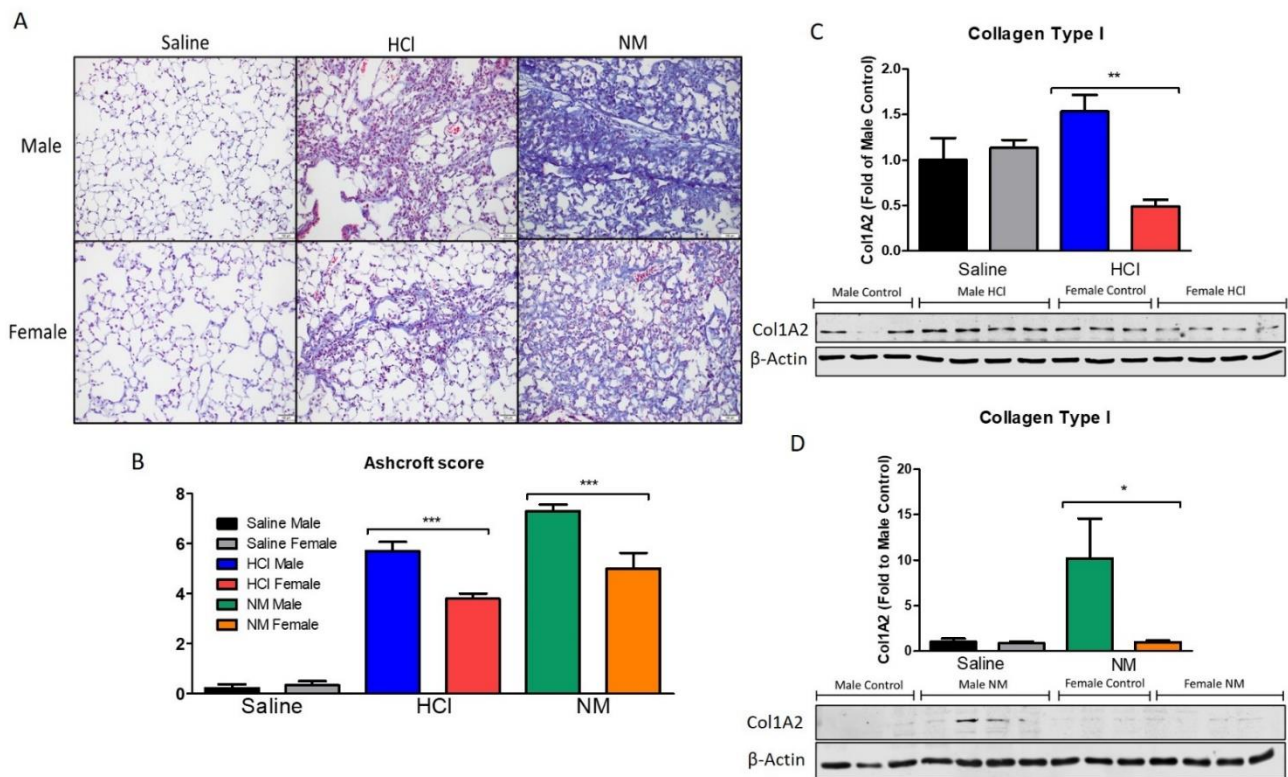 A
Saline HCl NM
Male
Female
B
Ashcroft score
8
6
4
2
0
Saline Male
Saline Female
HCl Male
HCl Female
NM Male
NM Female
***
***
Saline HCl NM
C
Collagen Type I
Col1A2 (Fold of Male Control)
2.0
1.5
1.0
0.5
0.0
**
Saline HCl
Male Control Male HCl Female Control Female HCl
Col1A2
β-Actin
D
Collagen Type I
Col1A2 (Fold to Male Control)
20
15
10
5
0
*
Saline NM
Male Control Male NM Female Control Female NM
Col1A2
β-Actin